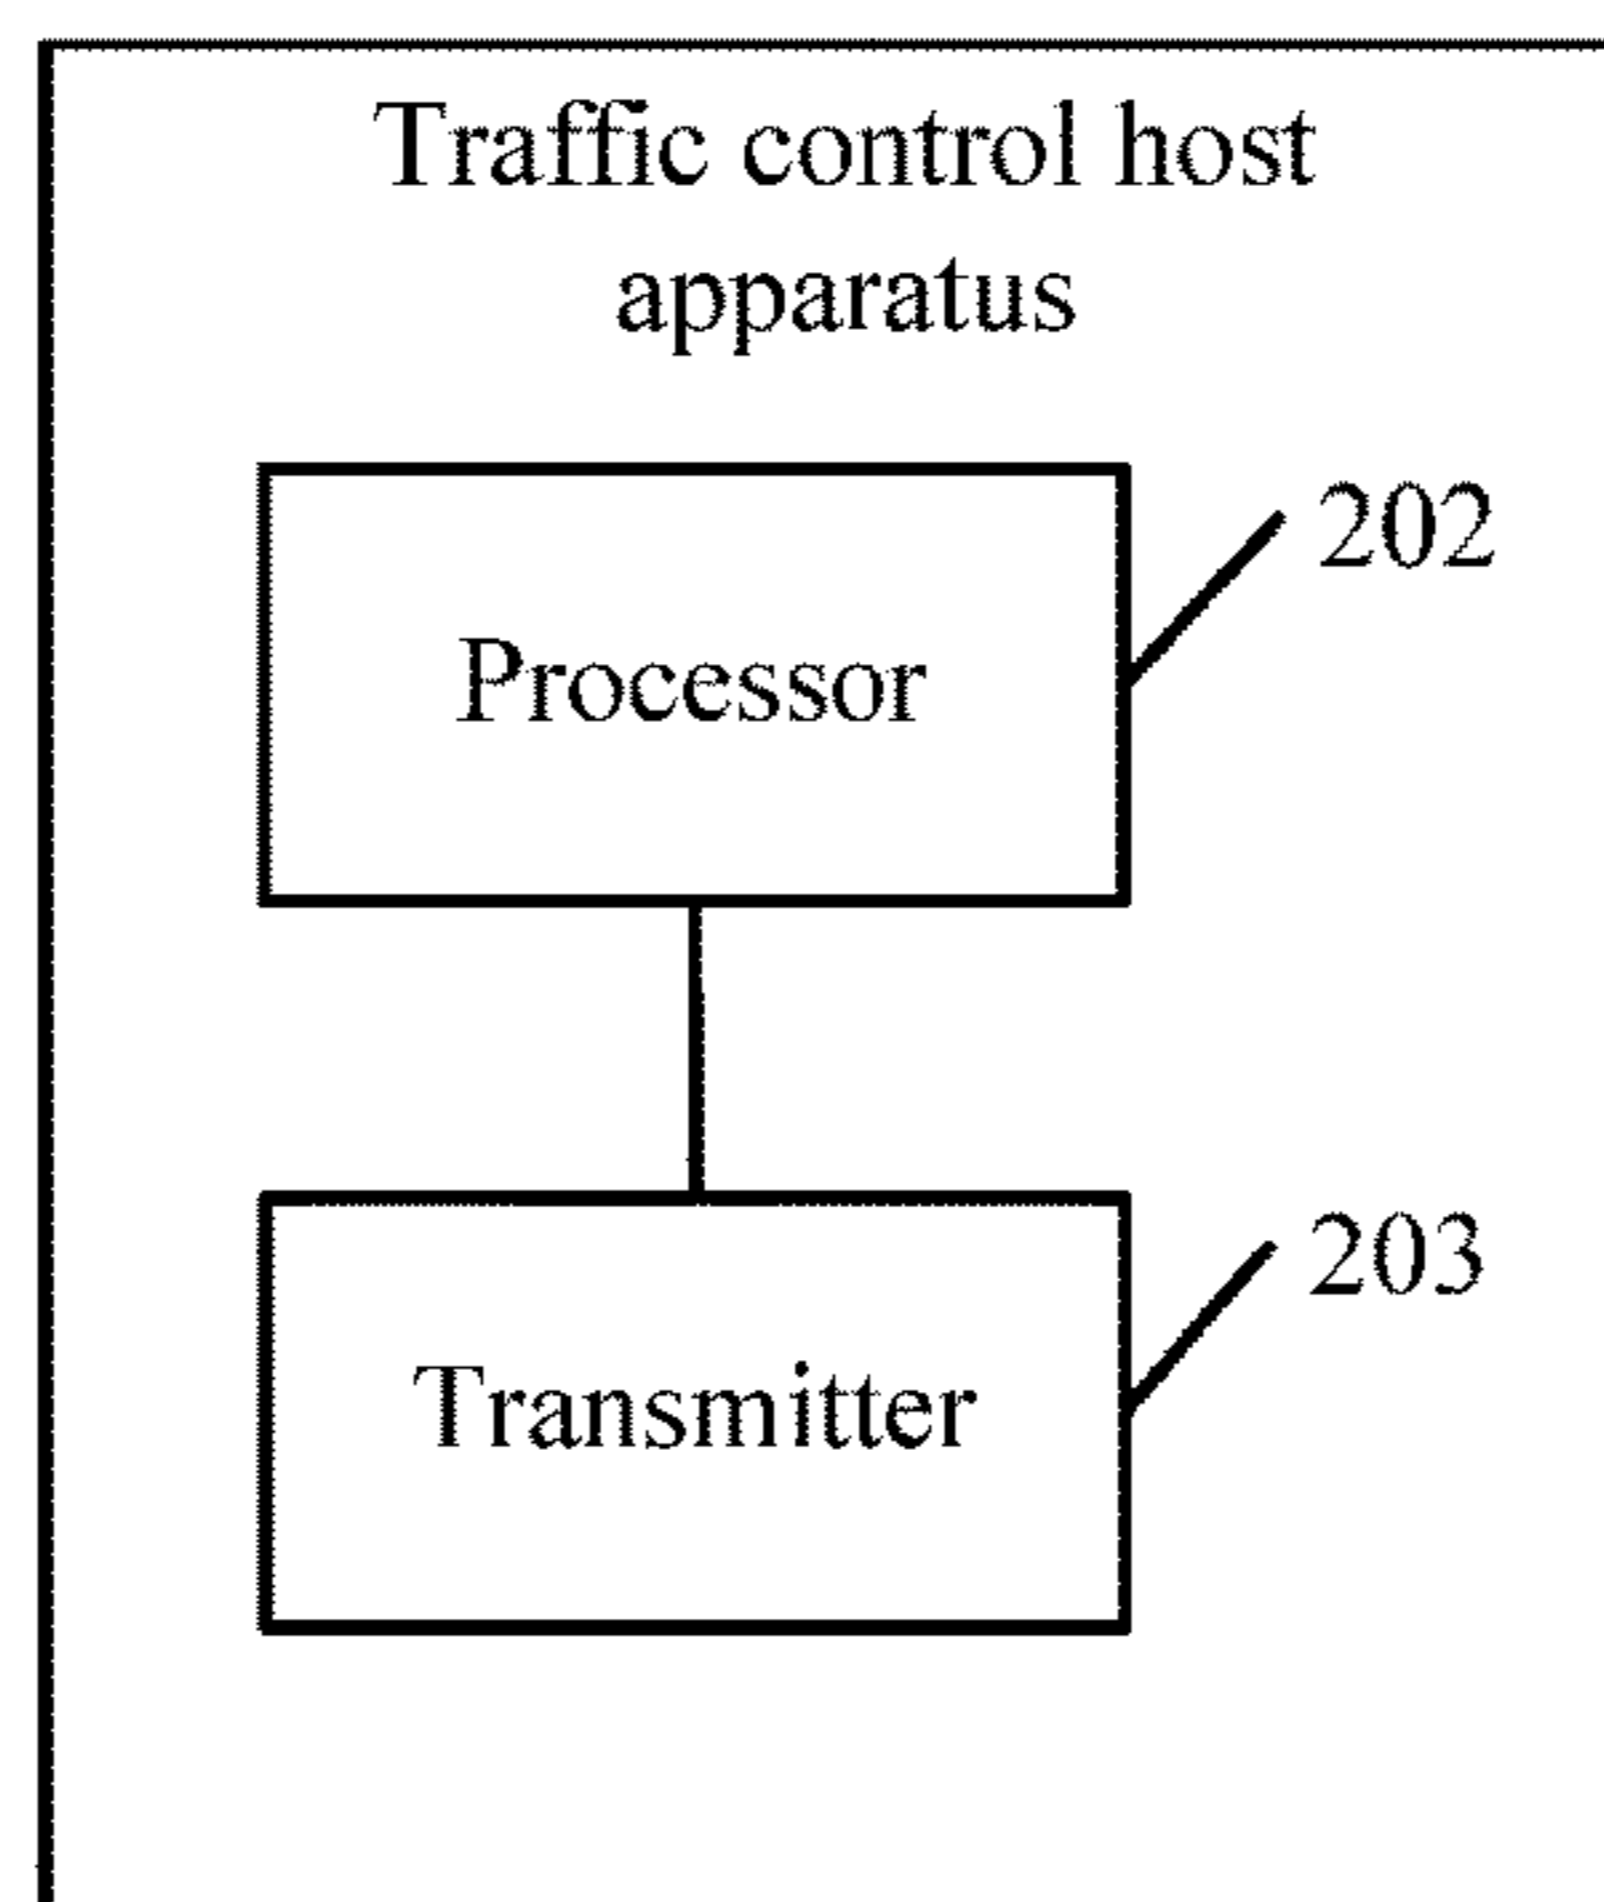 Traffic control host
apparatus
202
Processor
203
Transmitter